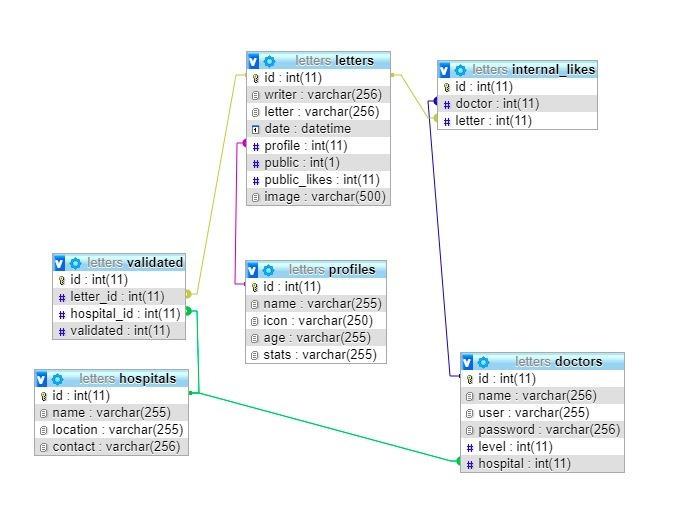 letters letters
id : int(11)
writer : varchar(256)
letter : varchar(256)
date : datetime
profile : int(11)
public : int(1)
public_likes : int(11)
image : varchar(500)
letters internal_likes
id : int(11)
doctor : int(11)
letter : int(11)
letters validated
id : int(11)
letter_id : int(11)
hospital_id : int(11)
validated : int(11)
letters profiles
id : int(11)
name : varchar(255)
icon : varchar(250)
age : varchar(255)
stats : varchar(255)
letters hospitals
id : int(11)
name : varchar(255)
location : varchar(255)
contact : varchar(256)
letters doctors
id : int(11)
name : varchar(256)
user : varchar(255)
password : varchar(256)
level : int(11)
hospital : int(11)